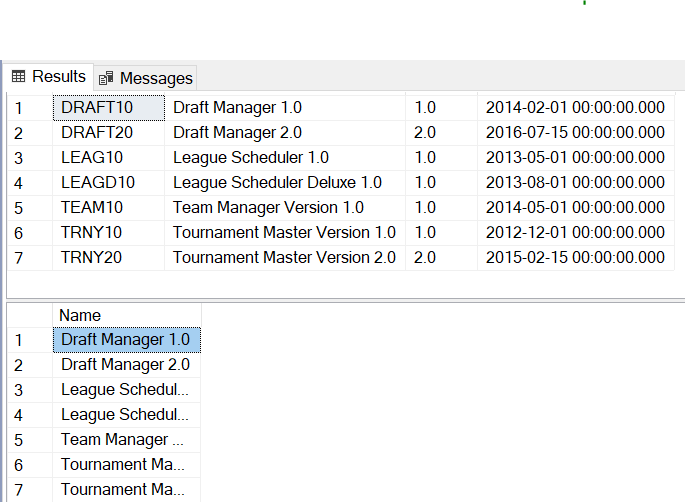 Results Messages
1 DRAFT10 Draft Manager 1.0 1.0 2014-02-01 00:00:00.000
2 DRAFT20 Draft Manager 2.0 2.0 2016-07-15 00:00:00.000
3 LEAG10 League Scheduler 1.0 1.0 2013-05-01 00:00:00.000
4 LEAGD10 League Scheduler Deluxe 1.0 1.0 2013-08-01 00:00:00.000
5 TEAM10 Team Manager Version 1.0 1.0 2014-05-01 00:00:00.000
6 TRNY10 Tournament Master Version 1.0 1.0 2012-12-01 00:00:00.000
7 TRNY20 Tournament Master Version 2.0 2.0 2015-02-15 00:00:00.000
Name
1 Draft Manager 1.0
2 Draft Manager 2.0
3 League Schedul...
4 League Schedul...
5 Team Manager ...
6 Tournament Ma...
7 Tournament Ma...